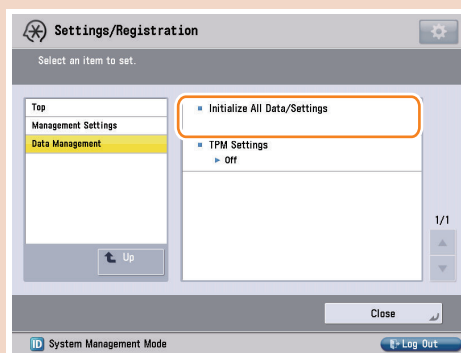 Settings/Registration
Select an item to set.
Top
Management Settings
Data Management
Up
Initialize All Data/Settings
TPM Settings
Off
1/1
Close
ID System Management Mode
Log Out